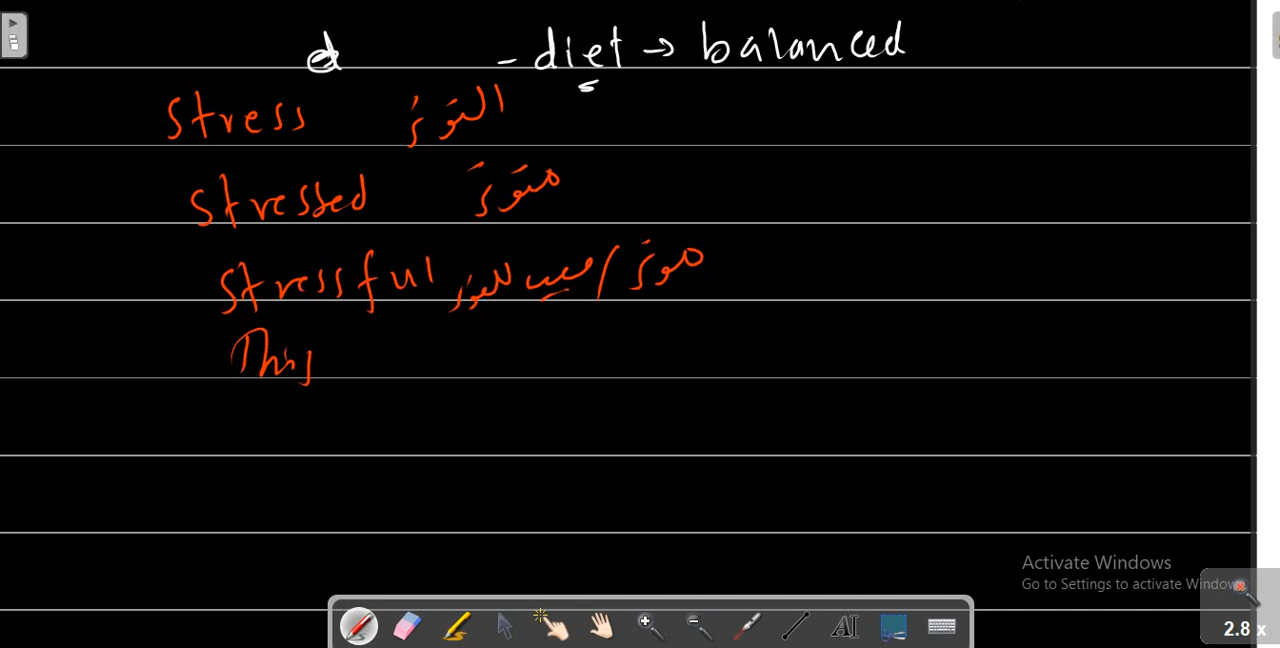 d - diet → balanced
Stress التوتر
Stressed متوتر
Stressful موتر / مسبب للتوتر
This
Activate Windows
Go to Settings to activate Windows
AI
2.8 x